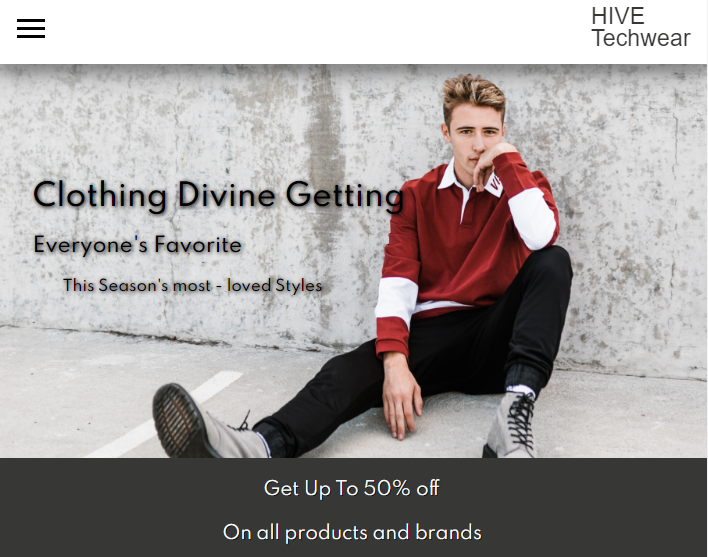 HIVE
Techwear
Clothing Divine Getting
Everyone's Favorite
This Season's most - loved Styles
Get Up To 50% off
On all products and brands